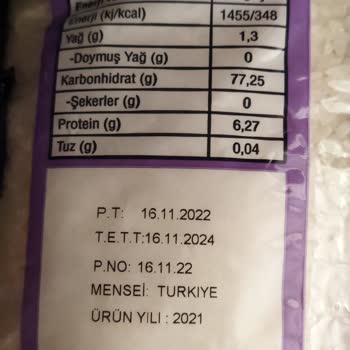 Enerji (kj/kcal) 1455/348
Yağ (g) 1,3
-Doymuş Yağ (g) 0
Karbonhidrat (g) 77,25
-Şekerler (g) 0
Protein (g) 6,27
Tuz (g) 0,04
P.T: 16.11.2022
T.E.T.T:16.11.2024
P.NO: 16.11.22
MENSEİ: TURKIYE
ÜRÜN YILI : 2021